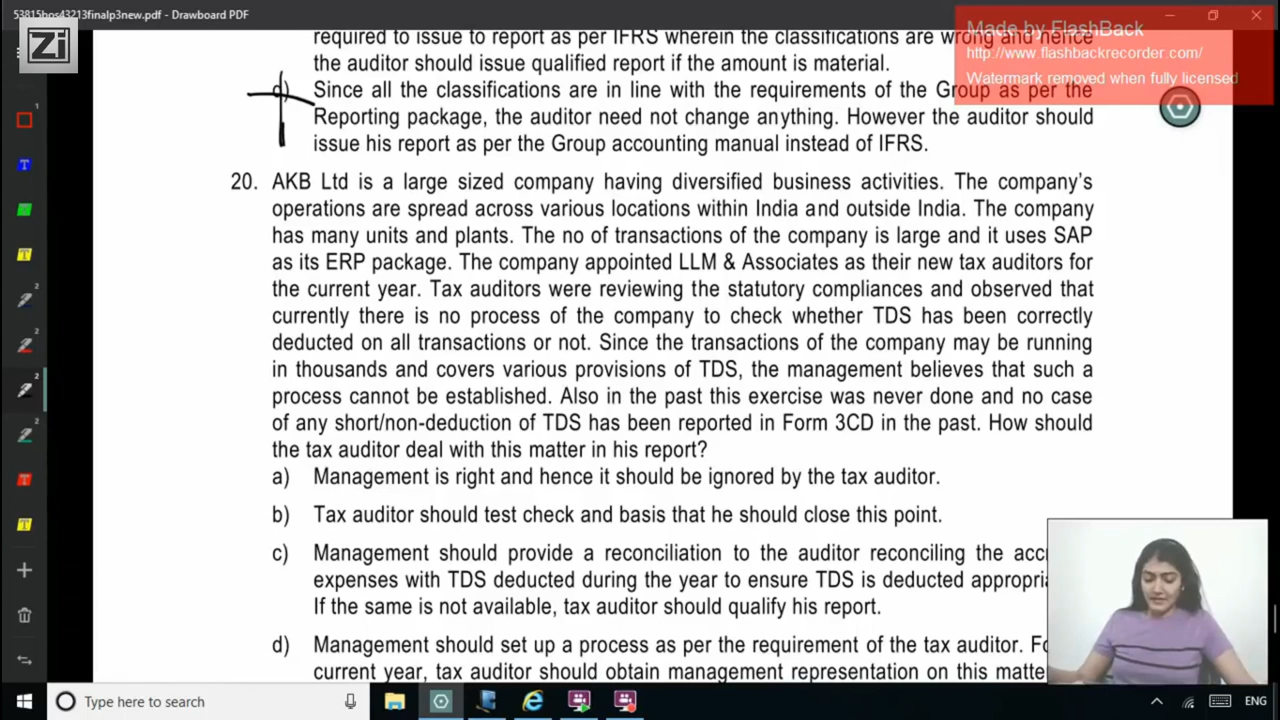 53815bos43213finalp3new.pdf - Drawboard PDF
Zi
Made by FlashBack
http://www.flashbackrecorder.com/
Watermark removed when fully licensed
required to issue to report as per IFRS wherein the classifications are wrong and hence
the auditor should issue qualified report if the amount is material.
Since all the classifications are in line with the requirements of the Group as per the
Reporting package, the auditor need not change anything. However the auditor should
issue his report as per the Group accounting manual instead of IFRS.
20. AKB Ltd is a large sized company having diversified business activities. The company's
operations are spread across various locations within India and outside India. The company
has many units and plants. The no of transactions of the company is large and it uses SAP
as its ERP package. The company appointed LLM & Associates as their new tax auditors for
the current year. Tax auditors were reviewing the statutory compliances and observed that
currently there is no process of the company to check whether TDS has been correctly
deducted on all transactions or not. Since the transactions of the company may be running
in thousands and covers various provisions of TDS, the management believes that such a
process cannot be established. Also in the past this exercise was never done and no case
of any short/non-deduction of TDS has been reported in Form 3CD in the past. How should
the tax auditor deal with this matter in his report?
a) Management is right and hence it should be ignored by the tax auditor.
b) Tax auditor should test check and basis that he should close this point.
c) Management should provide a reconciliation to the auditor reconciling the
expenses with TDS deducted during the year to ensure TDS is deducted
If the same is not available, tax auditor should qualify his report.
d) Management should set up a process as per the requirement of the tax auditor.
current year, tax auditor should obtain management representation on this
Type here to search
ENG